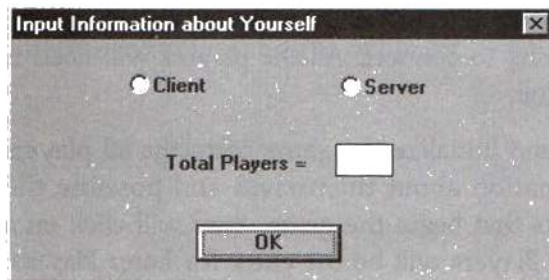 Input Information about Yourself
Client Server
Total Players =
OK